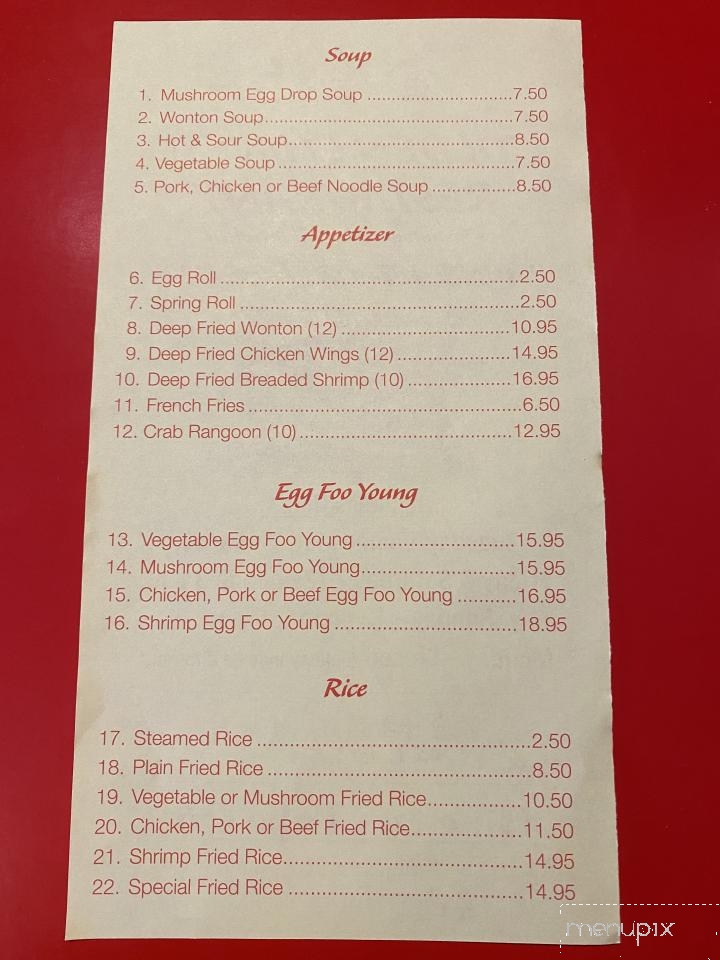 Soup
1. Mushroom Egg Drop Soup ..............................7.50
2. Wonton Soup...................................................7.50
3. Hot & Sour Soup..............................................8.50
4. Vegetable Soup ................................................7.50
5. Pork, Chicken or Beef Noodle Soup .................8.50
Appetizer
6. Egg Roll ............................................................2.50
7. Spring Roll ........................................................2.50
8. Deep Fried Wonton (12) ..................................10.95
9. Deep Fried Chicken Wings (12) .......................14.95
10. Deep Fried Breaded Shrimp (10) .....................16.95
11. French Fries .......................................................6.50
12. Crab Rangoon (10)...........................................12.95
Egg Foo Young
13. Vegetable Egg Foo Young ..............................15.95
14. Mushroom Egg Foo Young.............................15.95
15. Chicken, Pork or Beef Egg Foo Young ...........16.95
16. Shrimp Egg Foo Young ..................................18.95
Rice
17. Steamed Rice ..................................................2.50
18. Plain Fried Rice ................................................8.50
19. Vegetable or Mushroom Fried Rice.................10.50
20. Chicken, Pork or Beef Fried Rice....................11.50
21. Shrimp Fried Rice............................................14.95
22. Special Fried Rice ...........................................14.95
menupix